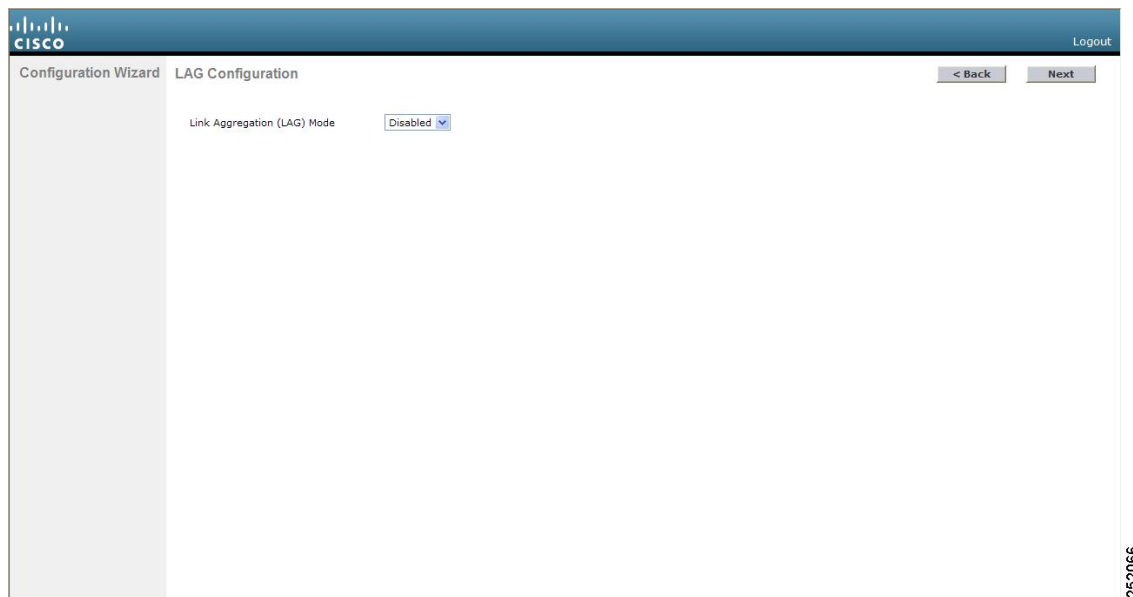 CISCO
Logout
Configuration Wizard
LAG Configuration
< Back
Next
Link Aggregation (LAG) Mode
Disabled
252066